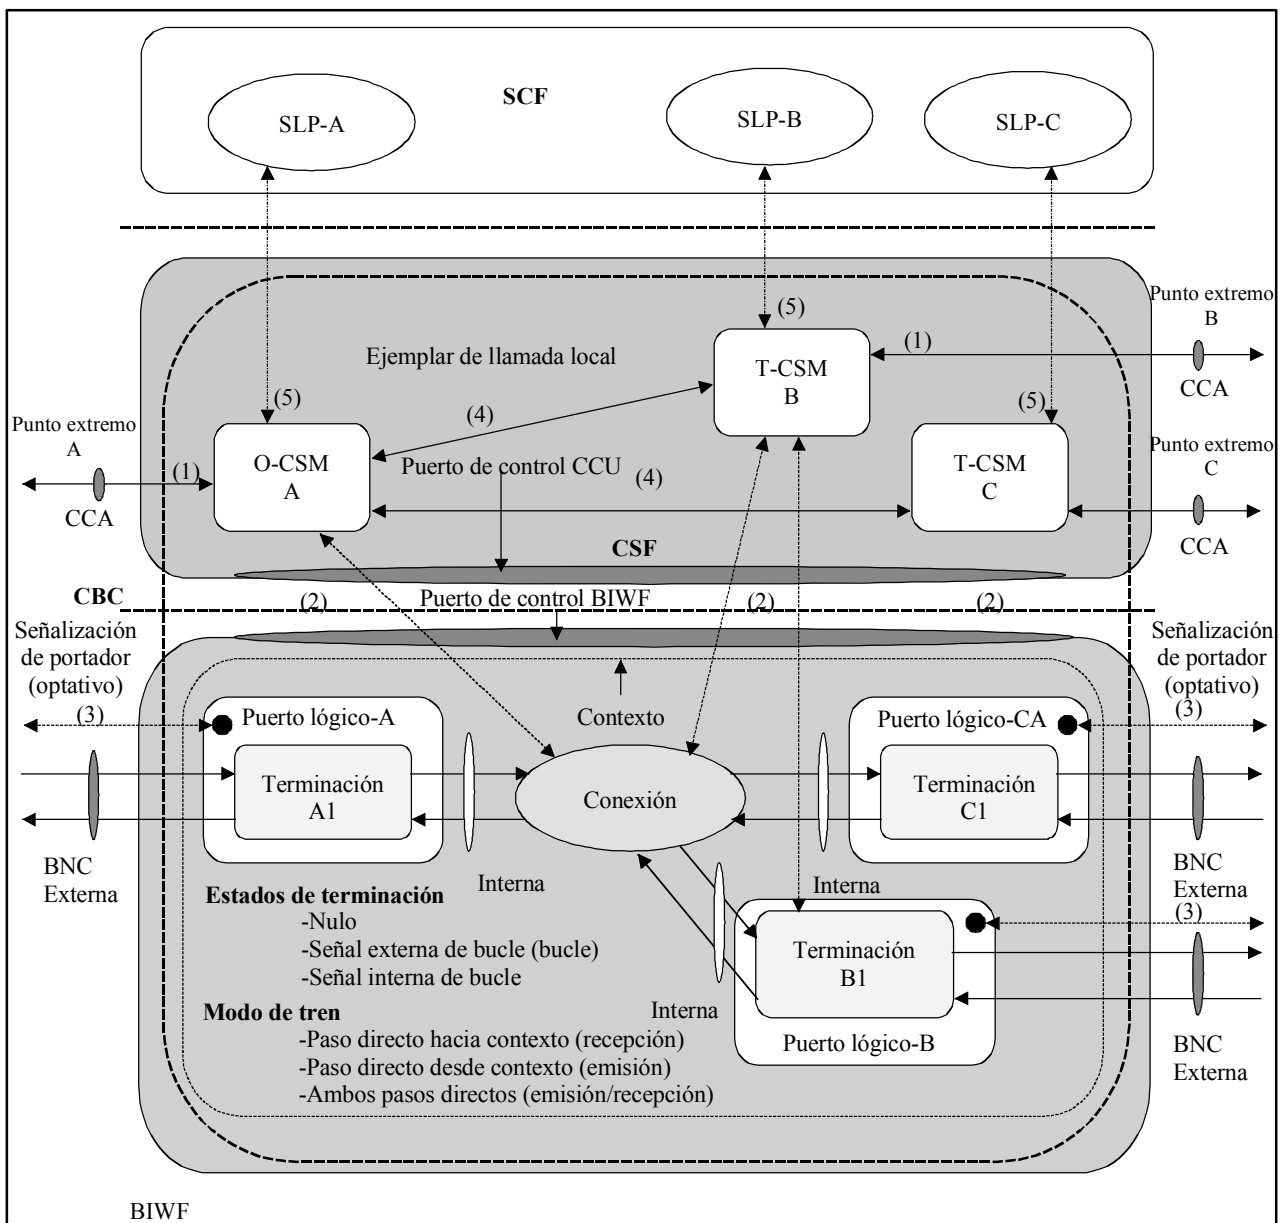 SCF
SLP-A
SLP-B
SLP-C
Punto extremo
B
(5)
(1)
Ejemplar de llamada local
T-CSM
B
CCA
(5)
(4)
(5)
Punto extremo
A
Punto extremo
C
(1)
O-CSM
A
Puerto de control CCU
(4)
T-CSM
C
CCA
CCA
CSF
CBC
(2)
Puerto de control BIWF
(2)
(2)
Señalización
de portador
(optativo)
(3)
Señalización
de portador
(optativo)
(3)
Puerto lógico-A
Contexto
Puerto lógico-CA
Terminación
A1
Conexión
Terminación
C1
BNC
Externa
Interna
Interna
BNC
Externa
(3)
Estados de terminación
-Nulo
-Señal externa de bucle (bucle)
-Señal interna de bucle
Terminación
B1
Interna
Modo de tren
-Paso directo hacia contexto (recepción)
-Paso directo desde contexto (emisión)
-Ambos pasos directos (emisión/recepción)
Puerto lógico-B
BNC
Externa
BIWF